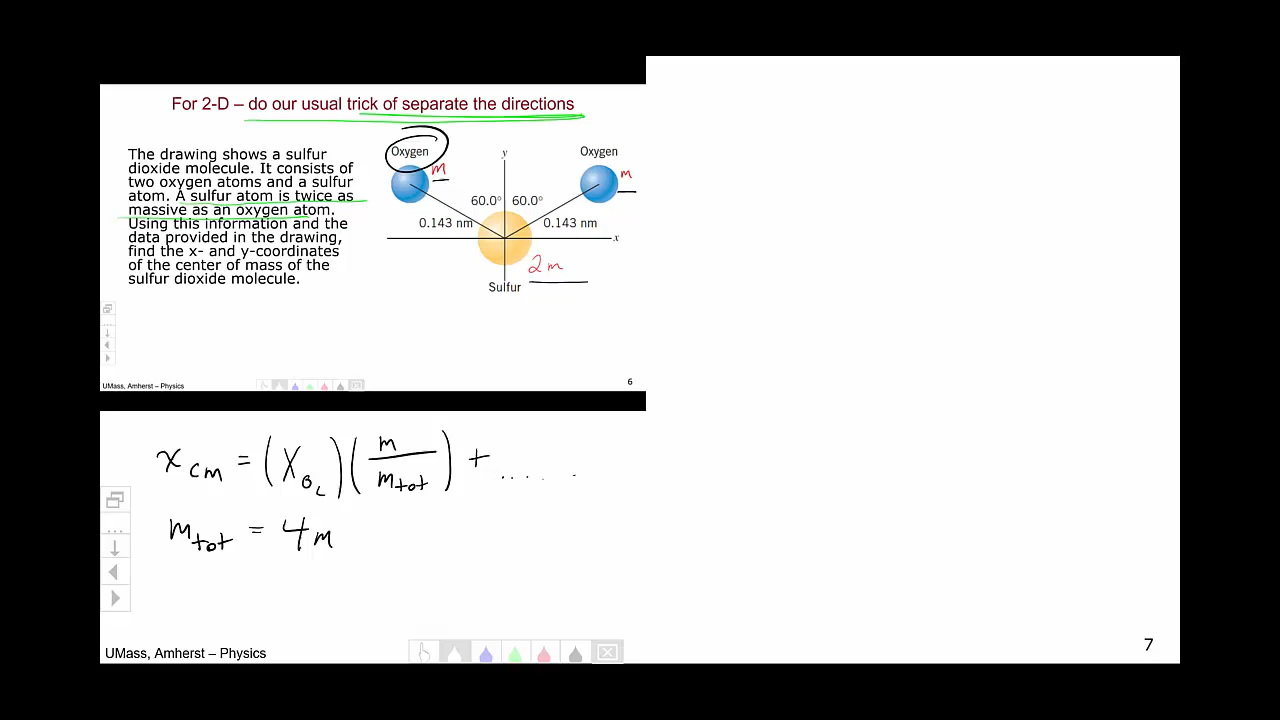 For 2-D – do our usual trick of separate the directions
The drawing shows a sulfur
dioxide molecule. It consists of
two oxygen atoms and a sulfur
atom. A sulfur atom is twice as
massive as an oxygen atom.
Using this information and the
data provided in the drawing,
find the x- and y-coordinates
of the center of mass of the
sulfur dioxide molecule.
Oxygen
m
y
Oxygen
m
60.0° 60.0°
0.143 nm
0.143 nm
x
2m
Sulfur
UMass, Amherst – Physics
6
x_cm = (X_O_L)(m/m_tot) + .....
m_tot = 4m
UMass, Amherst – Physics
7